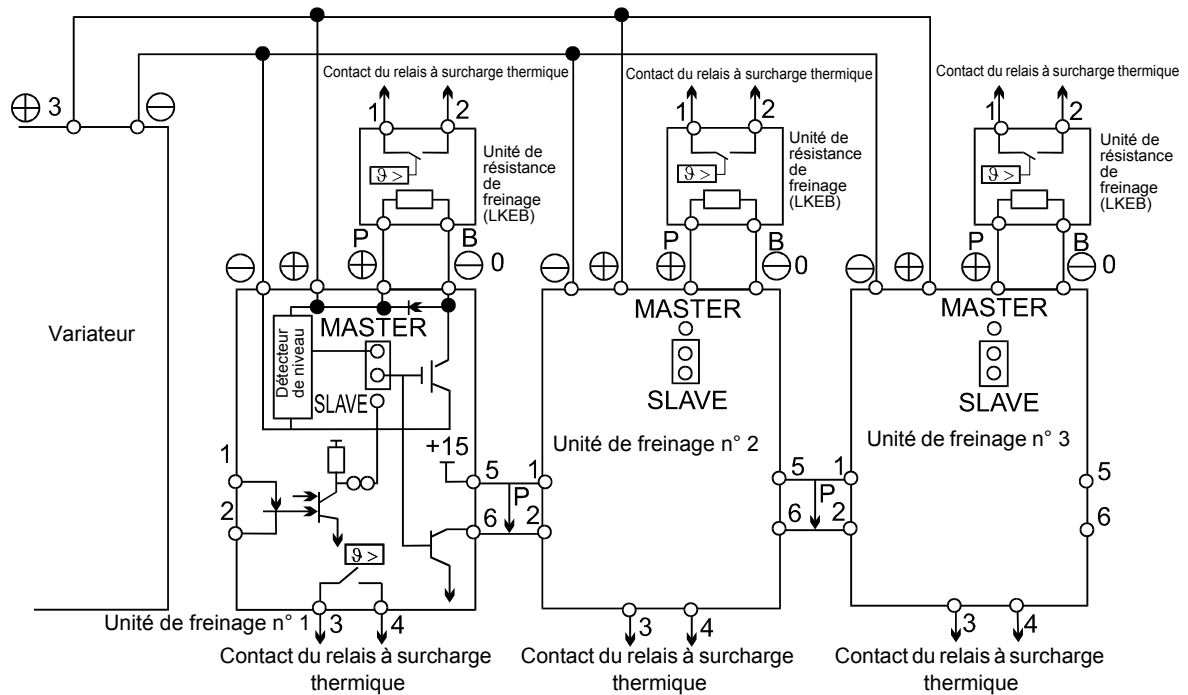 Contact du relais à surcharge thermique
Contact du relais à surcharge thermique
Contact du relais à surcharge thermique
⊕ 3 ⊖
1 2
1 2
1 2
ϑ >
ϑ >
ϑ >
Unité de
résistance
de
freinage
(LKEB)
Unité de
résistance
de
freinage
(LKEB)
Unité de
résistance
de
freinage
(LKEB)
P B
P B
P B
⊖ ⊕ ⊕ ⊖ 0
⊖ ⊕ ⊕ ⊖ 0
⊖ ⊕ ⊕ ⊖ 0
Variateur
Détecteur
de niveau
MASTER
SLAVE
MASTER
SLAVE
MASTER
SLAVE
Unité de freinage n° 2
Unité de freinage n° 3
+15
1
2
5
6
P
1
2
5
6
P
1
2
5
6
ϑ >
Unité de freinage n° 1
3 4
3 4
3 4
Contact du relais à surcharge
thermique
Contact du relais à surcharge
thermique
Contact du relais à surcharge
thermique